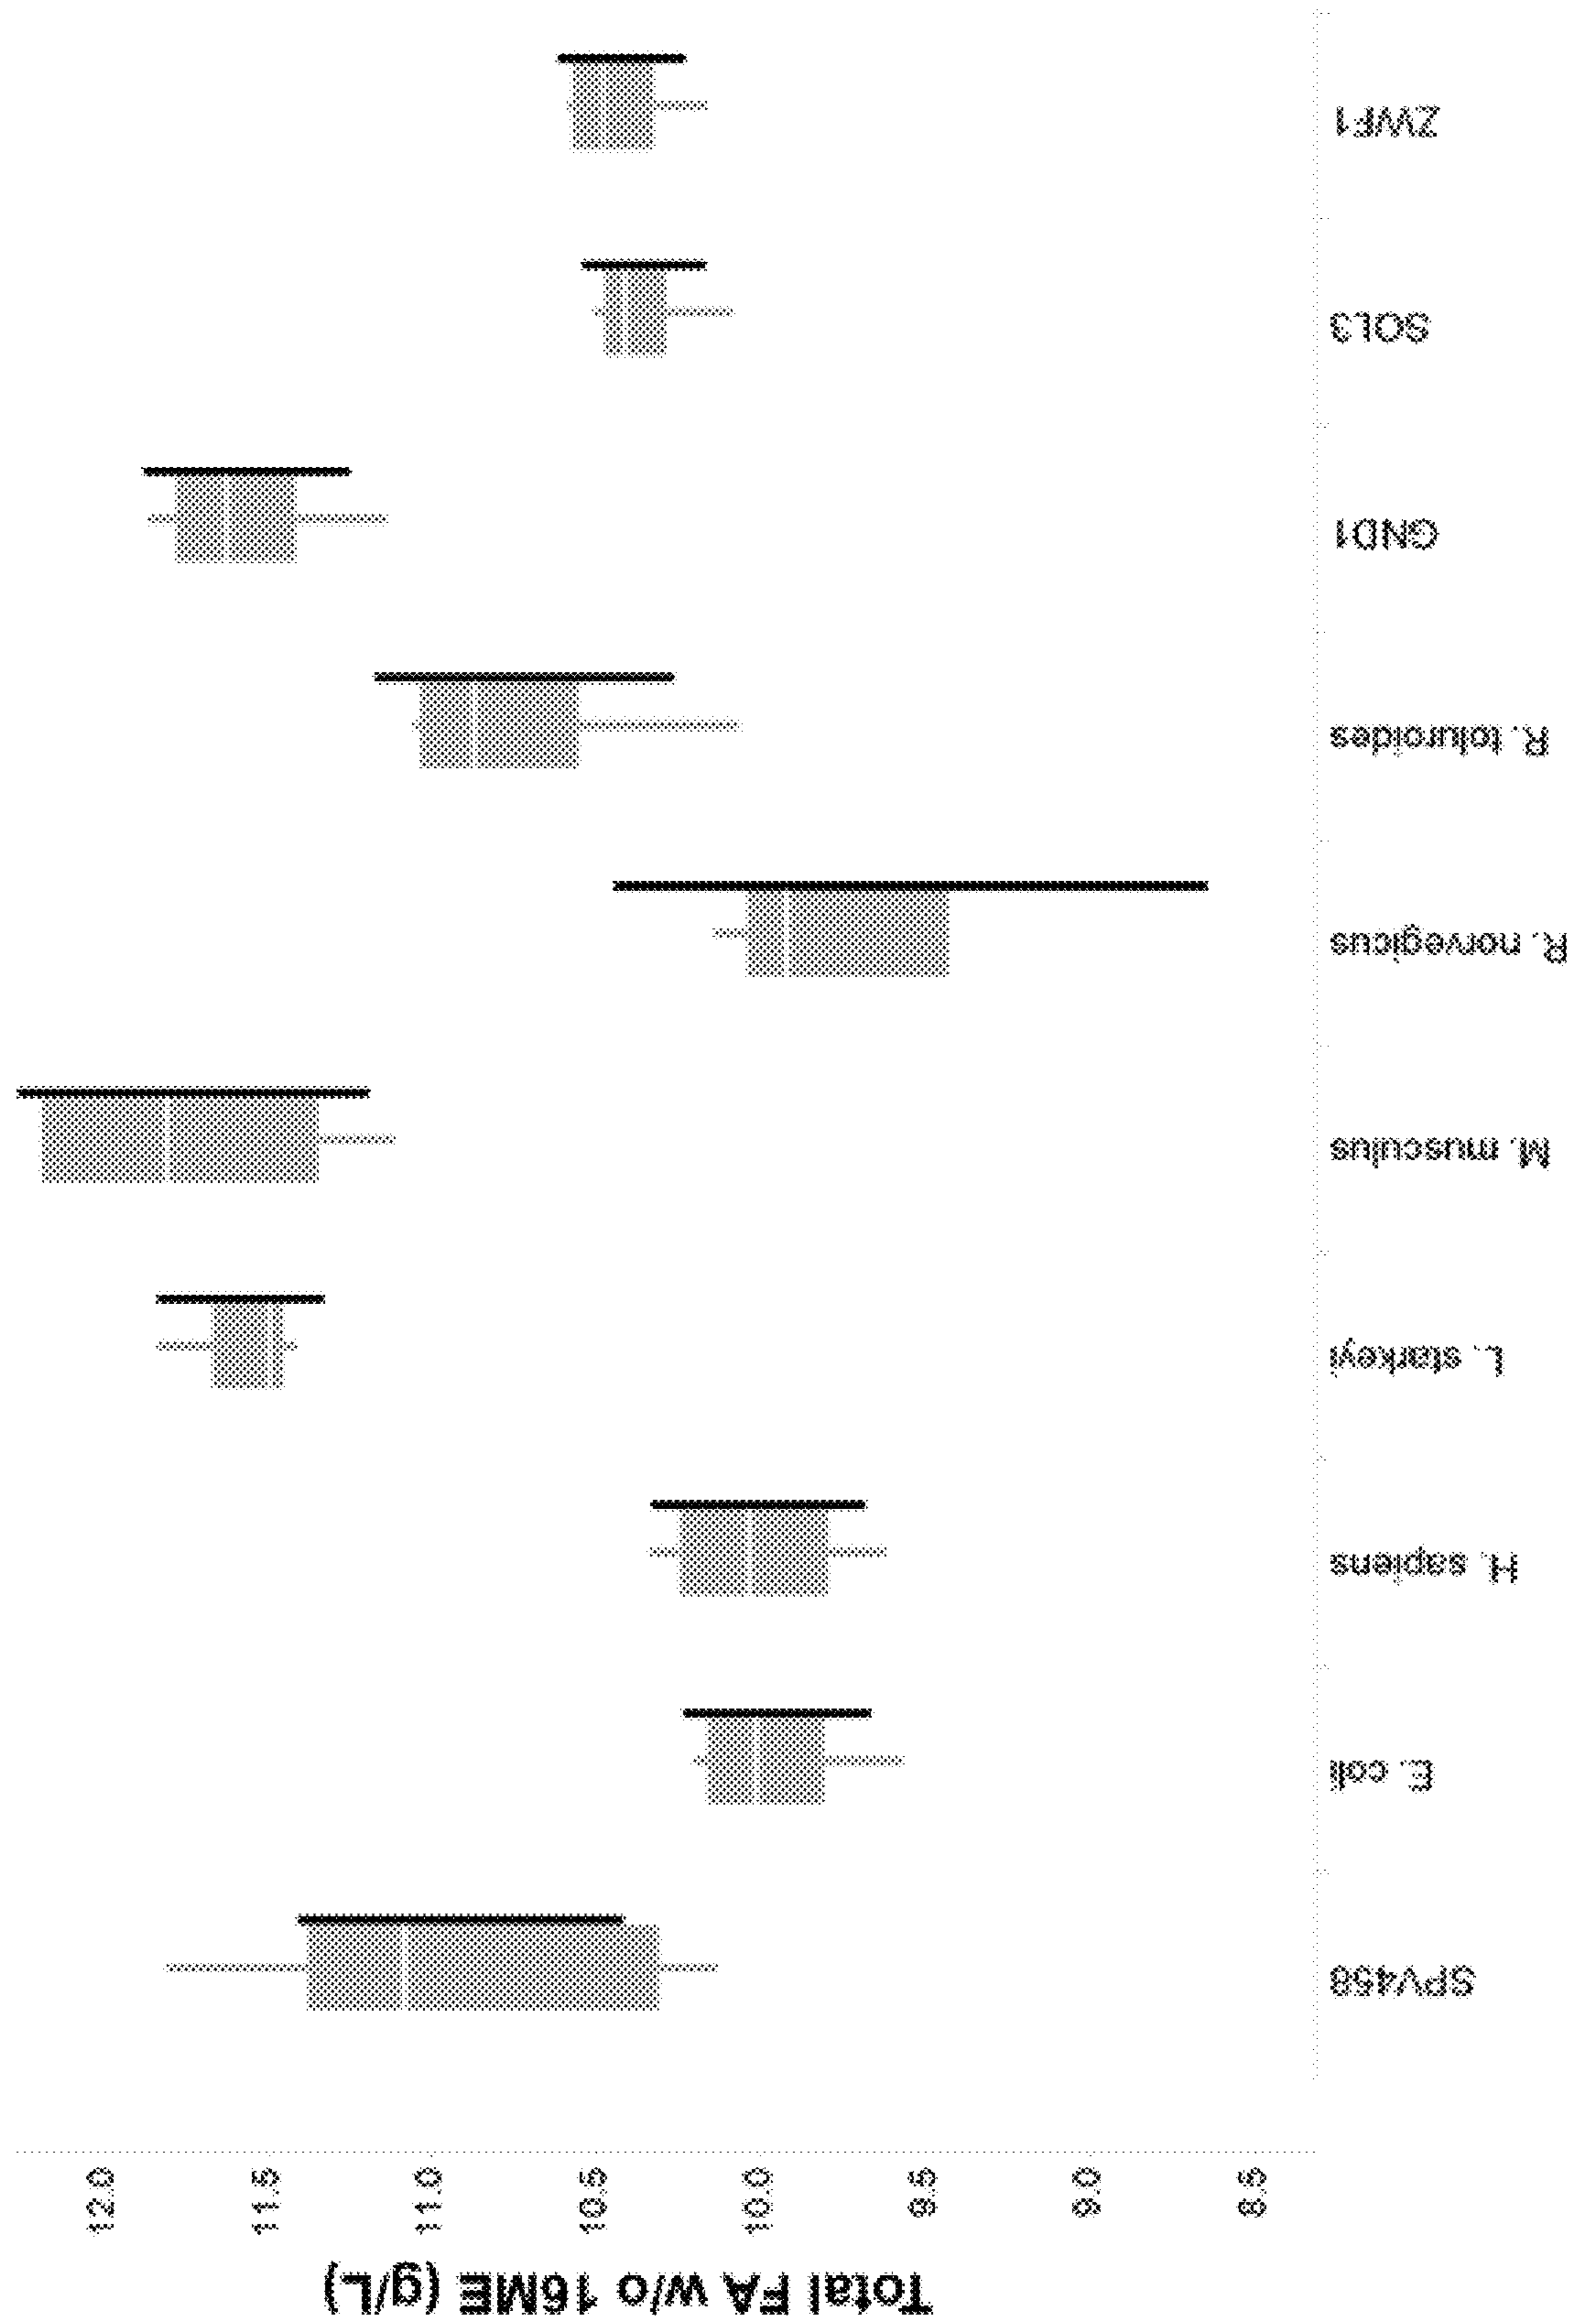 Total FA w/o 16ME (g/L)
12.0
11.5
11.0
10.5
10.0
9.5
9.0
8.5
SPV458
E. coli
H. sapiens
L. starkeyi
M. musculus
R. norvegicus
R. toluroides
GND1
SOL3
ZWF1